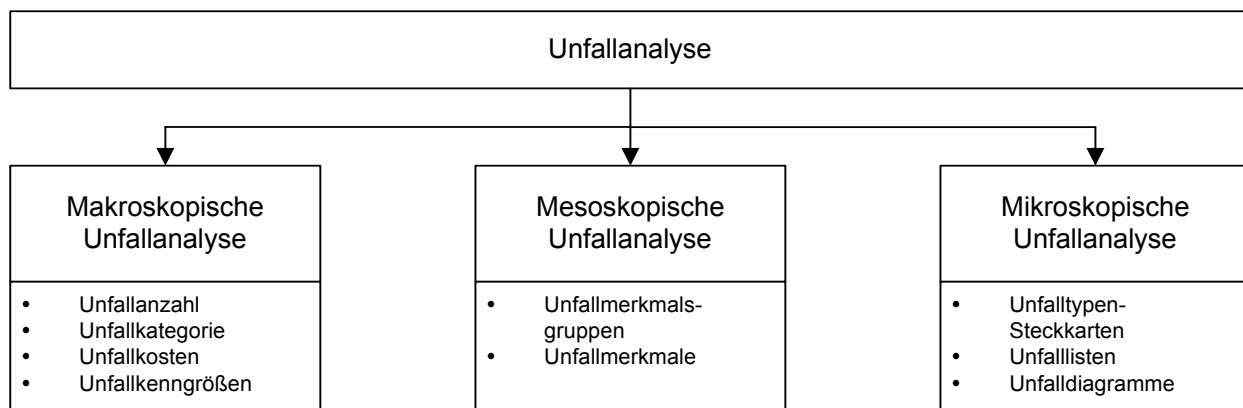 Unfallanalyse
Makroskopische
Unfallanalyse
• Unfallanzahl
• Unfallkategorie
• Unfallkosten
• Unfallkenngrößen
Mesoskopische
Unfallanalyse
• Unfallmerkmals-
gruppen
• Unfallmerkmale
Mikroskopische
Unfallanalyse
• Unfalltypen-
Steckkarten
• Unfalllisten
• Unfalldiagramme